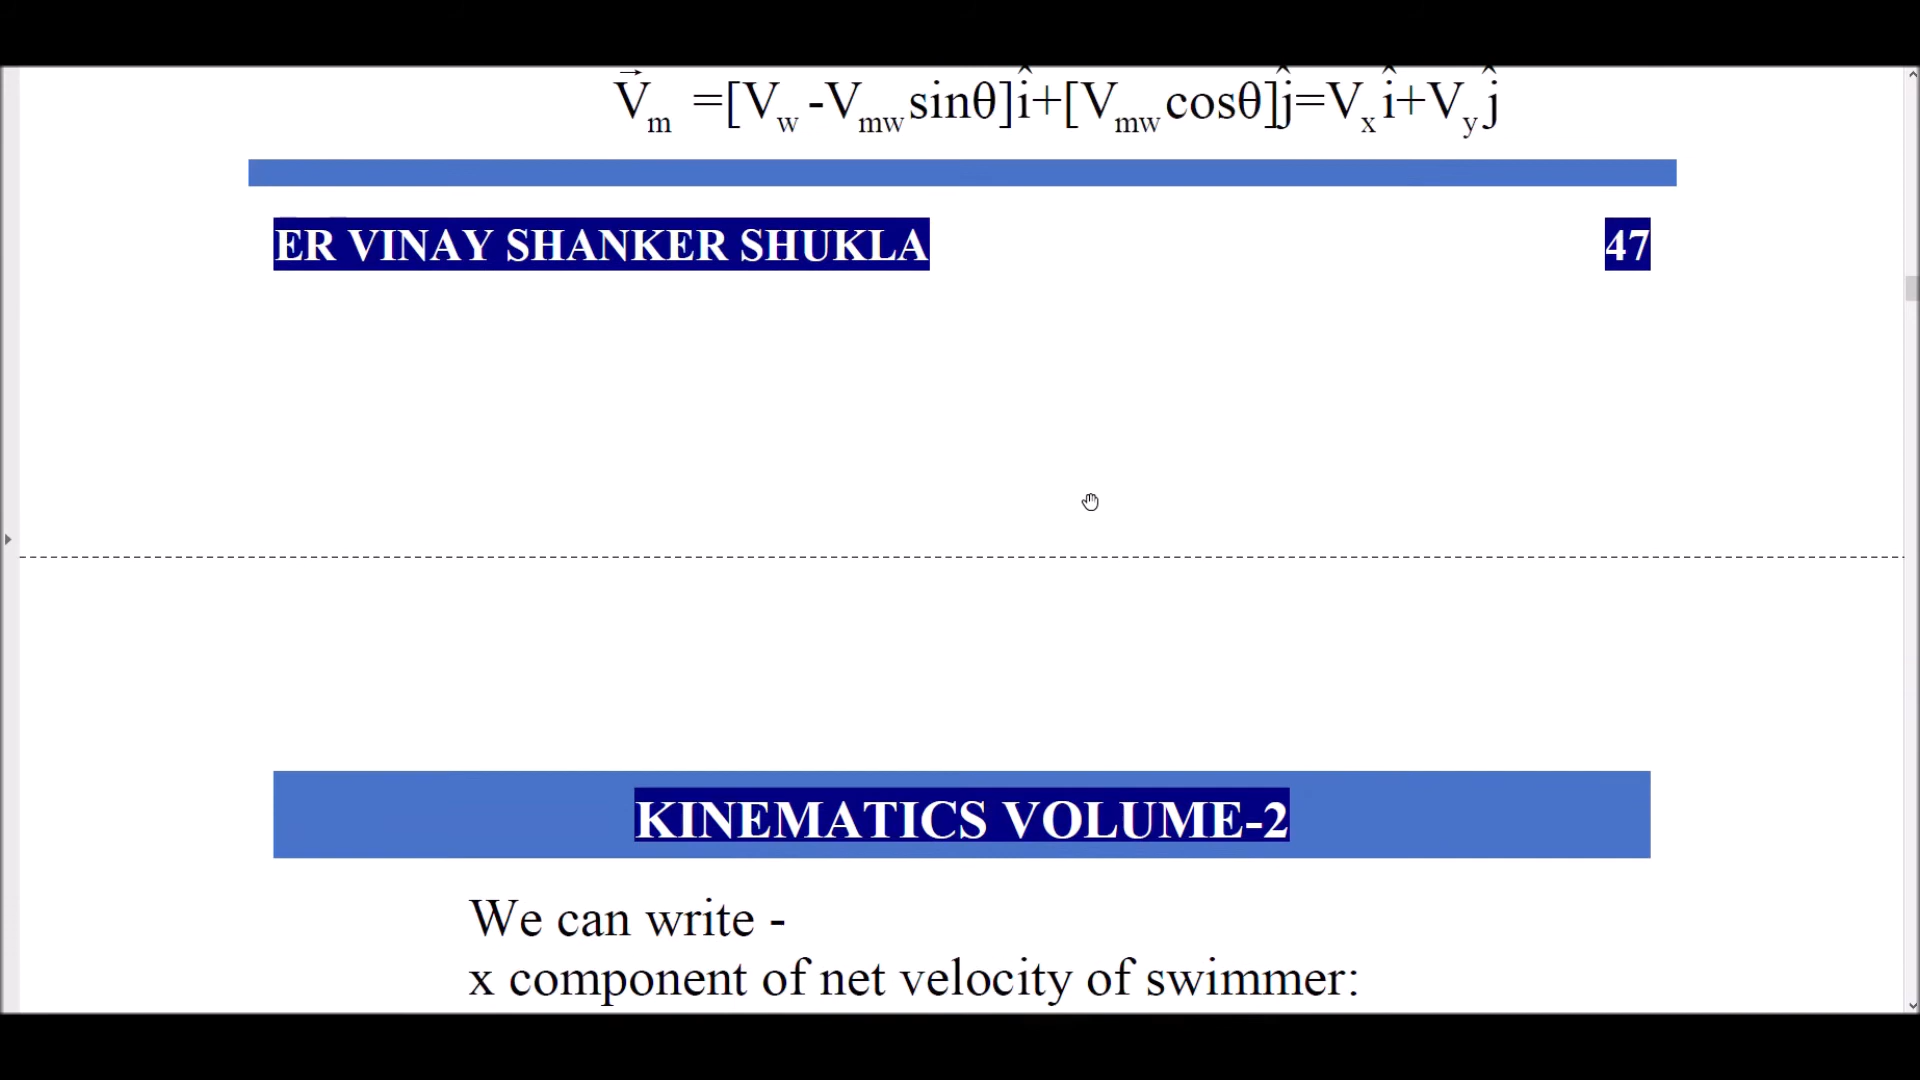 V⃗m =[Vw -Vmw sinθ]î+[Vmw cosθ]ĵ=Vx î+Vy ĵ
ER VINAY SHANKER SHUKLA 47
KINEMATICS VOLUME-2
We can write -
x component of net velocity of swimmer: